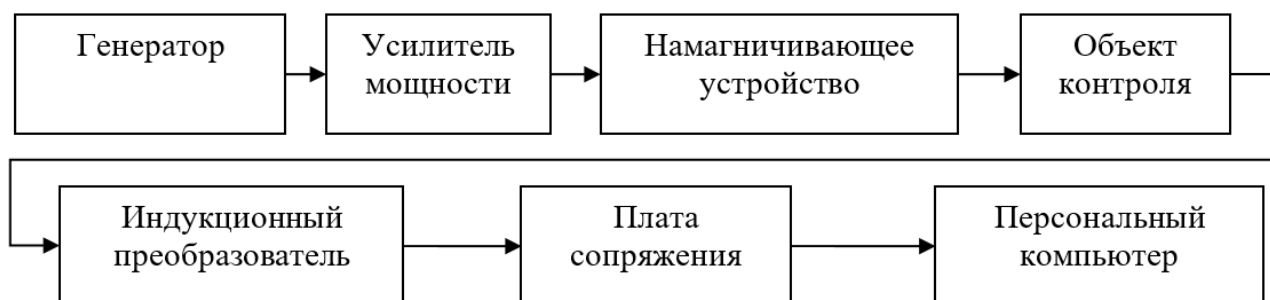 Генератор
Усилитель
мощности
Намагничивающее
устройство
Объект
контроля
Индукционный
преобразователь
Плата
сопряжения
Персональный
компьютер